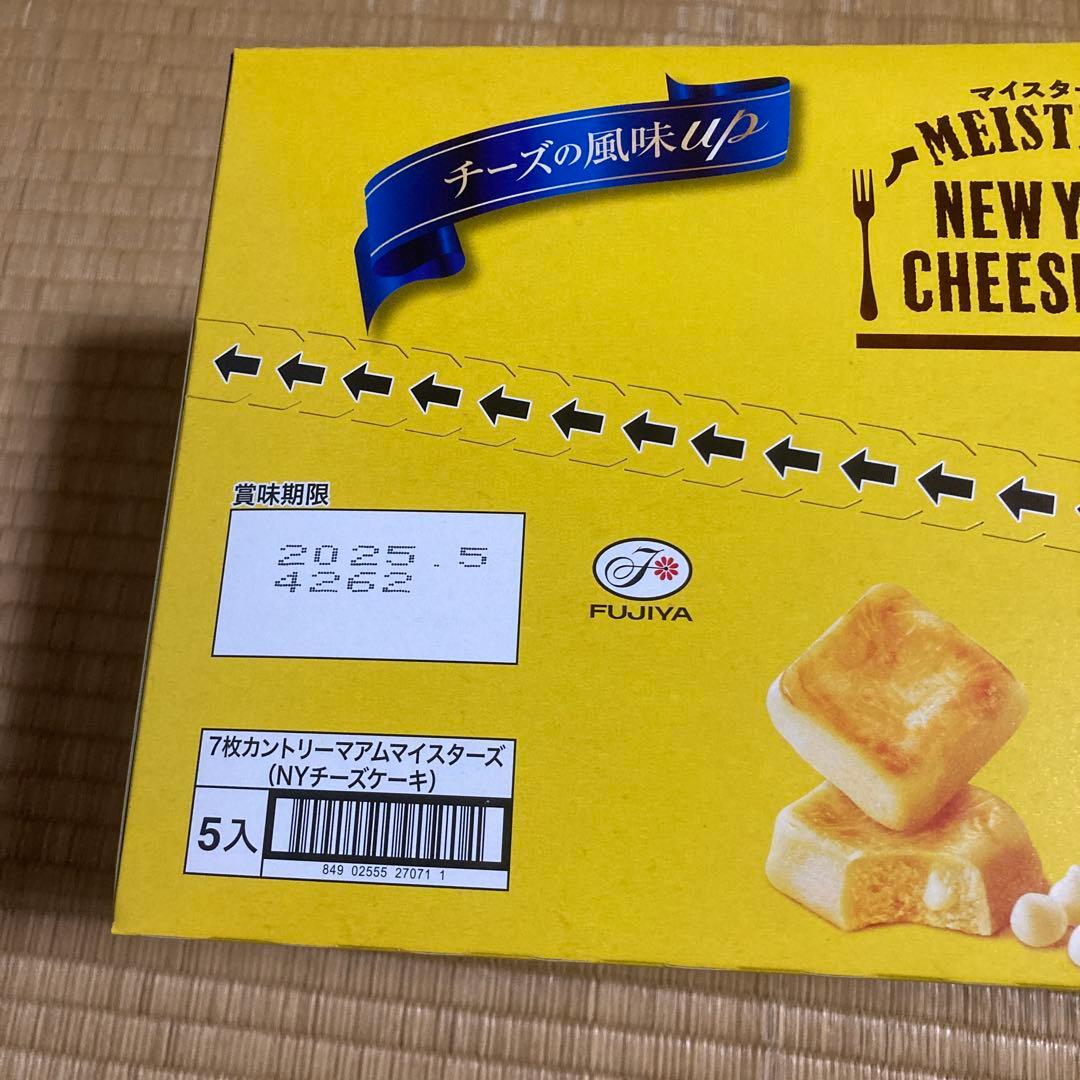 チーズの風味up
マイスター
MEIST
NEW Y
CHEES
賞味期限
2025.5
4262
FUJIYA
7枚カントリーマアムマイスターズ
(NYチーズケーキ)
5入
849 02555 27071 1